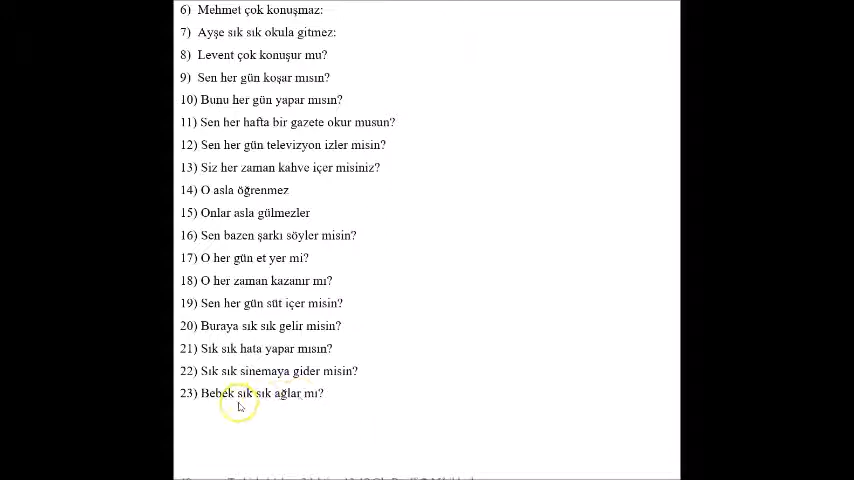 6) Mehmet çok konuşmaz:
7) Ayşe sık sık okula gitmez:
8) Levent çok konuşur mu?
9) Sen her gün koşar mısın?
10) Bunu her gün yapar mısın?
11) Sen her hafta bir gazete okur musun?
12) Sen her gün televizyon izler misin?
13) Siz her zaman kahve içer misiniz?
14) O asla öğrenmez
15) Onlar asla gülmezler
16) Sen bazen şarkı söyler misin?
17) O her gün et yer mi?
18) O her zaman kazanır mı?
19) Sen her gün süt içer misin?
20) Buraya sık sık gelir misin?
21) Sık sık hata yapar mısın?
22) Sık sık sinemaya gider misin?
23) Bebek sık sık ağlar mı?